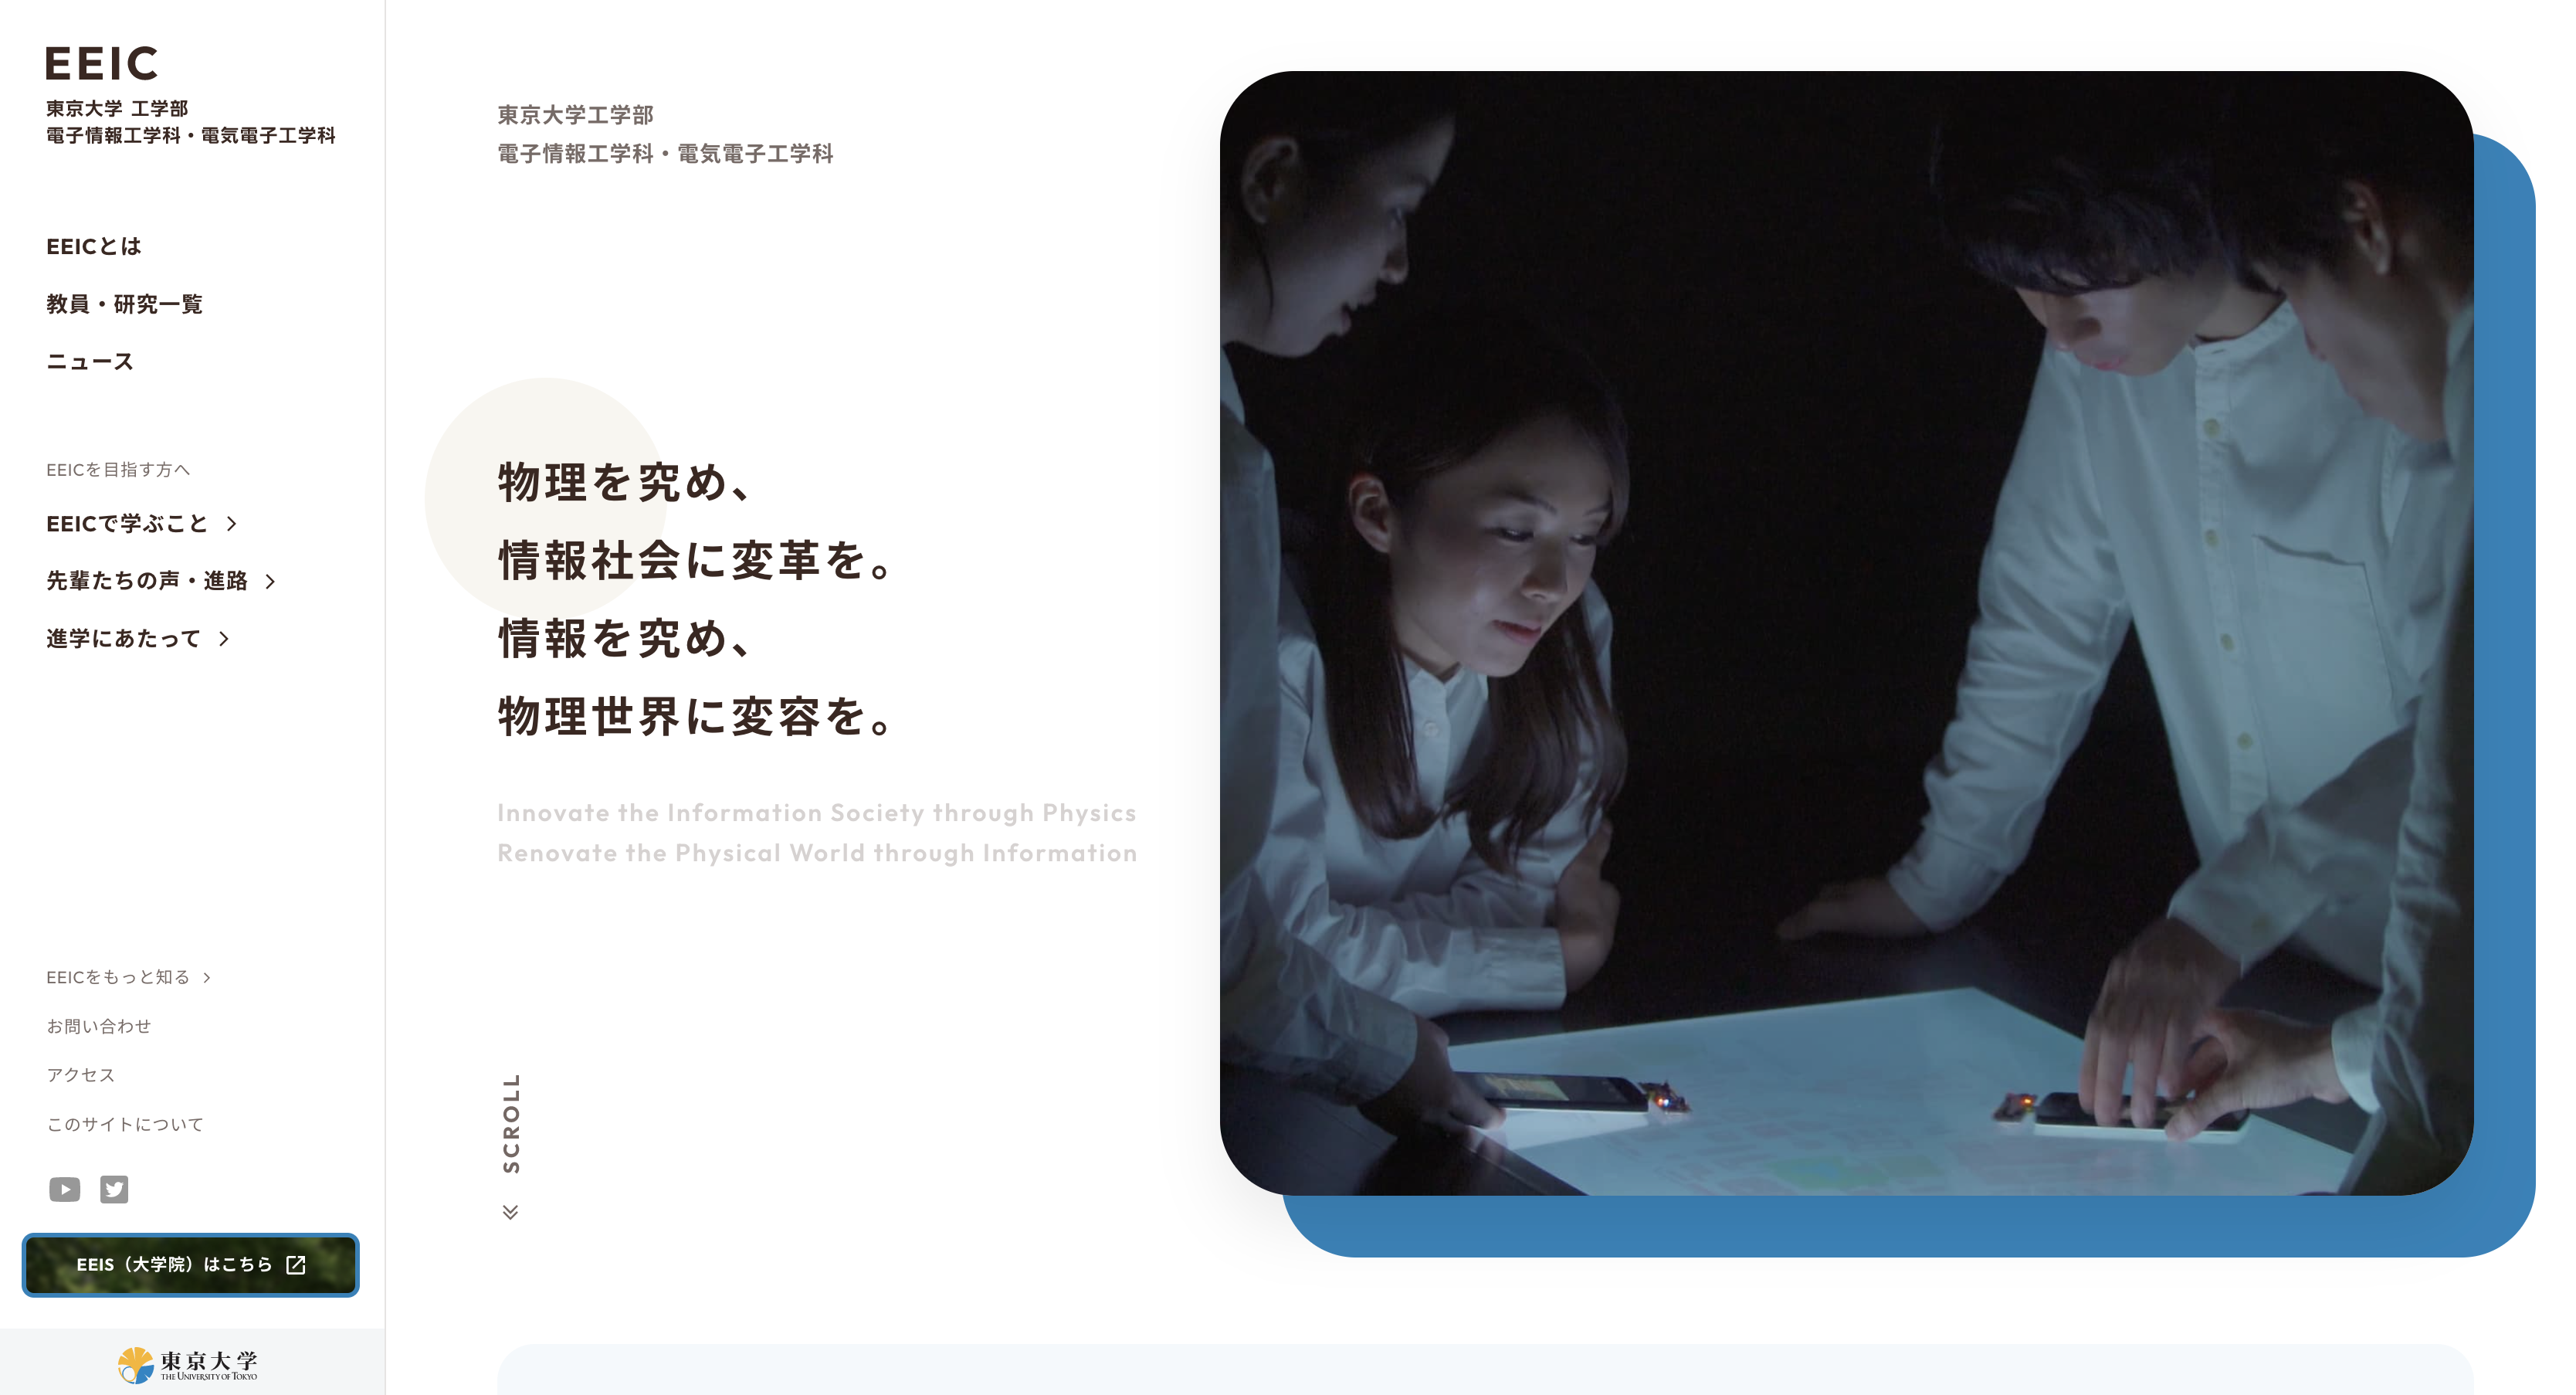 EEIC
東京大学 工学部
電子情報工学科・電気電子工学科
EEICとは
教員・研究一覧
ニュース
EEICを目指す方へ
EEICで学ぶこと
先輩たちの声・進路
進学にあたって
EEICをもっと知る
お問い合わせ
アクセス
このサイトについて
EEIS（大学院）はこちら
東京大学
THE UNIVERSITY OF TOKYO
東京大学工学部
電子情報工学科・電気電子工学科
物理を究め、
情報社会に変革を。
情報を究め、
物理世界に変容を。
Innovate the Information Society through Physics
Renovate the Physical World through Information
SCROLL